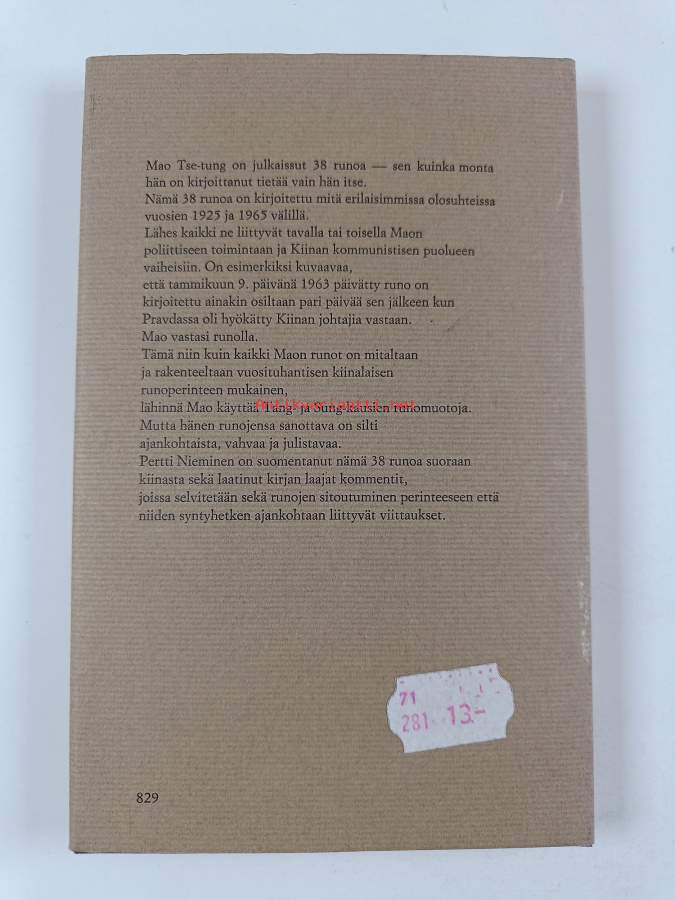 Mao Tse-tung on julkaissut 38 runoa — sen kuinka monta
hän on kirjoittanut tietää vain hän itse.
Nämä 38 runoa on kirjoitettu mitä erilaisimmissa olosuhteissa
vuosien 1925 ja 1965 välillä.
Lähes kaikki ne liittyvät tavalla tai toisella Maon
poliittiseen toimintaan ja Kiinan kommunistisen puolueen
vaiheisiin. On esimerkiksi kuvaavaa,
että tammikuun 9. päivänä 1963 päivätty runo on
kirjoitettu ainakin osiltaan pari päivää sen jälkeen kun
Pravdassa oli hyökätty Kiinan johtajia vastaan.
Mao vastasi runolla.
Tämä niin kuin kaikki Maon runot on mitaltaan
ja rakenteeltaan vuosituhantisen kiinalaisen
runoperinteen mukainen,
lähinnä Mao käyttää T'ang- ja Sung-kausien runomuotoja.
Antikvariaatti.net
Mutta hänen runojensa sanottava on silti
ajankohtaista, vahvaa ja julistavaa.
Pertti Nieminen on suomentanut nämä 38 runoa suoraan
kiinasta sekä laatinut kirjan laajat kommentit,
joissa selvitetään sekä runojen sitoutuminen perinteeseen että
niiden syntyhetken ajankohtaan liittyvät viittaukset.
71
281 13.-
829